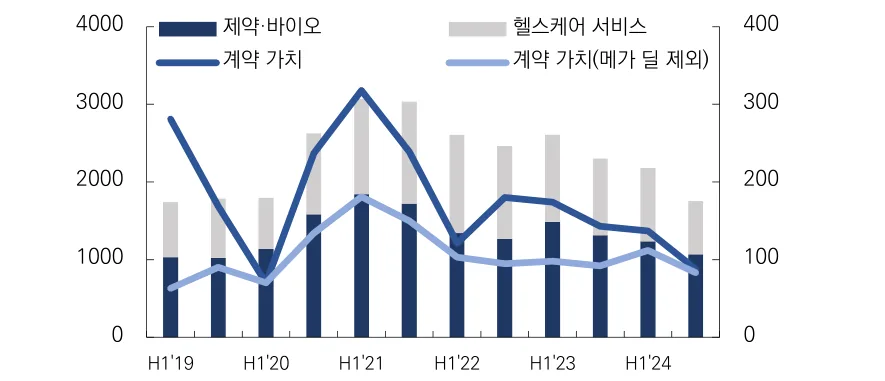 4000
3000
2000
1000
0
제약·바이오
헬스케어 서비스
계약 가치
계약 가치(메가 딜 제외)
400
300
200
100
0
H1'19
H1'20
H1'21
H1'22
H1'23
H1'24